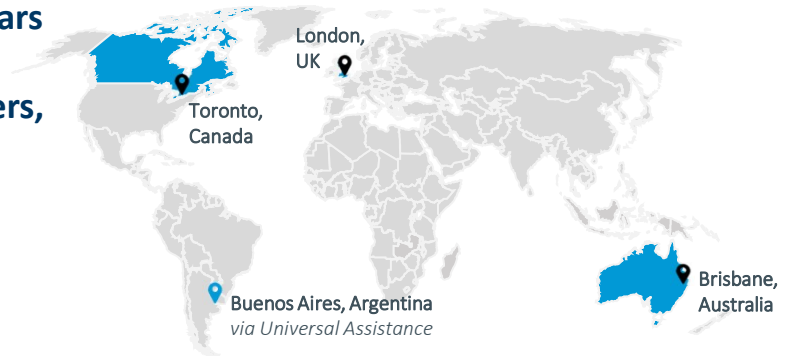 ars
ers,
London,
UK
Toronto,
Canada
Buenos Aires, Argentina
via Universal Assistance
Brisbane,
Australia